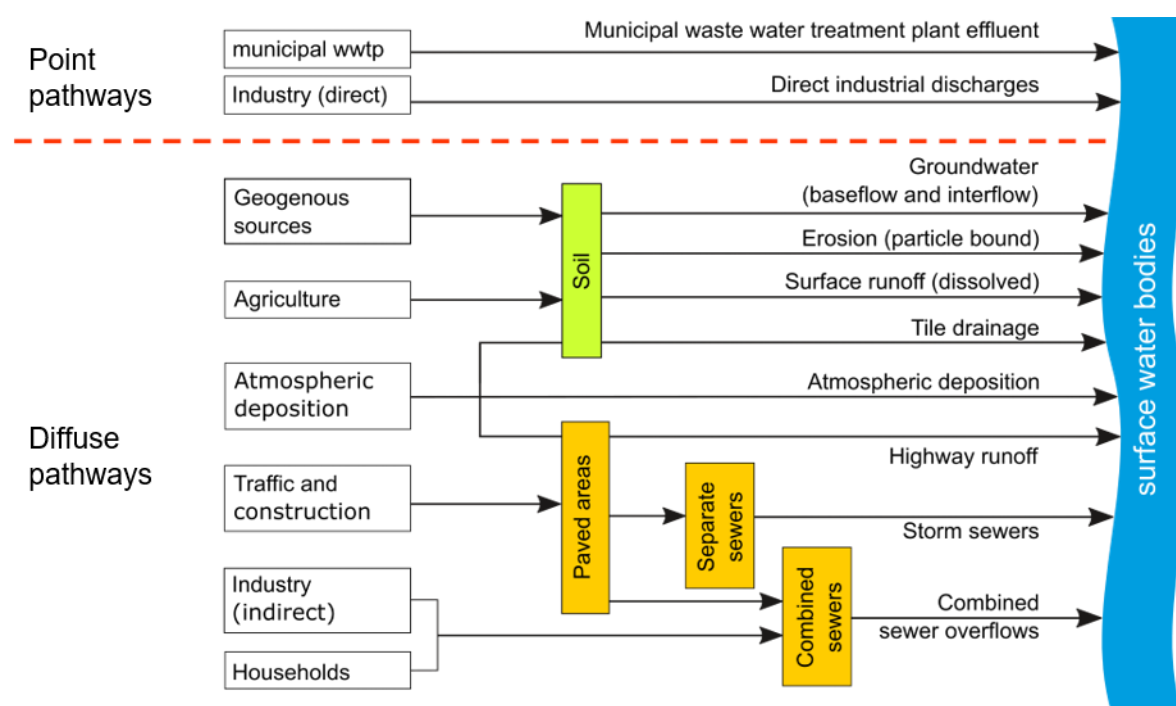 Point
pathways
municipal wwtp
Municipal waste water treatment plant effluent
Industry (direct)
Direct industrial discharges
Diffuse
pathways
Geogenous
sources
Agriculture
Atmospheric
deposition
Traffic and
construction
Industry
(indirect)
Households
Soil
Paved areas
Separate
sewers
Combined
sewers
Groundwater
(baseflow and interflow)
Erosion (particle bound)
Surface runoff (dissolved)
Tile drainage
Atmospheric deposition
Highway runoff
Storm sewers
Combined
sewer overflows
surface water bodies